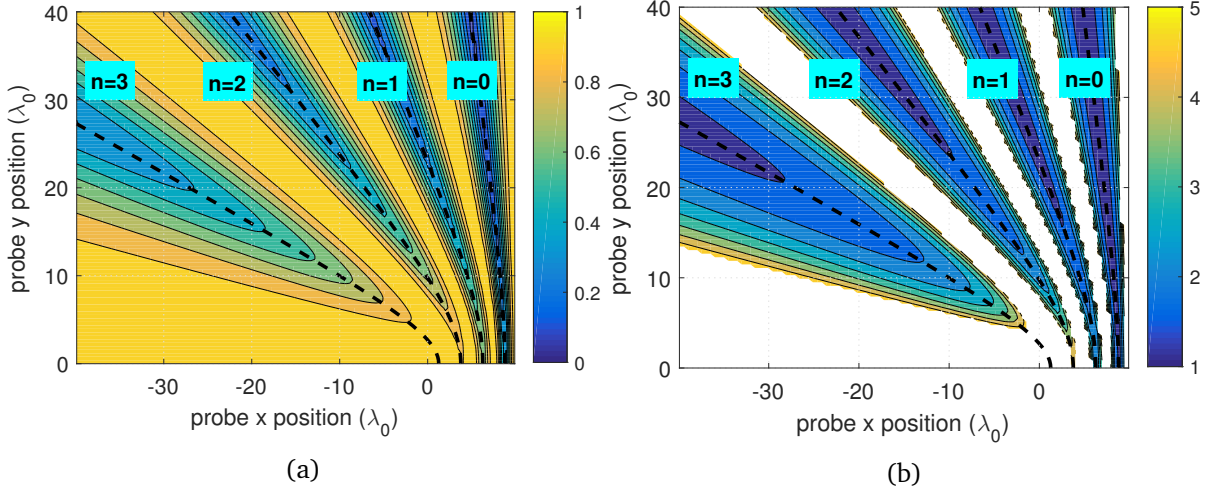 40
30
20
10
0
probe y position (λ0)
n=3
n=2
n=1
n=0
-30
-20
-10
0
probe x position (λ0)
1
0.8
0.6
0.4
0.2
0
(a)
40
30
20
10
0
probe y position (λ0)
n=3
n=2
n=1
n=0
-40
-30
-20
-10
0
probe x position (λ0)
5
4
3
2
1
(b)